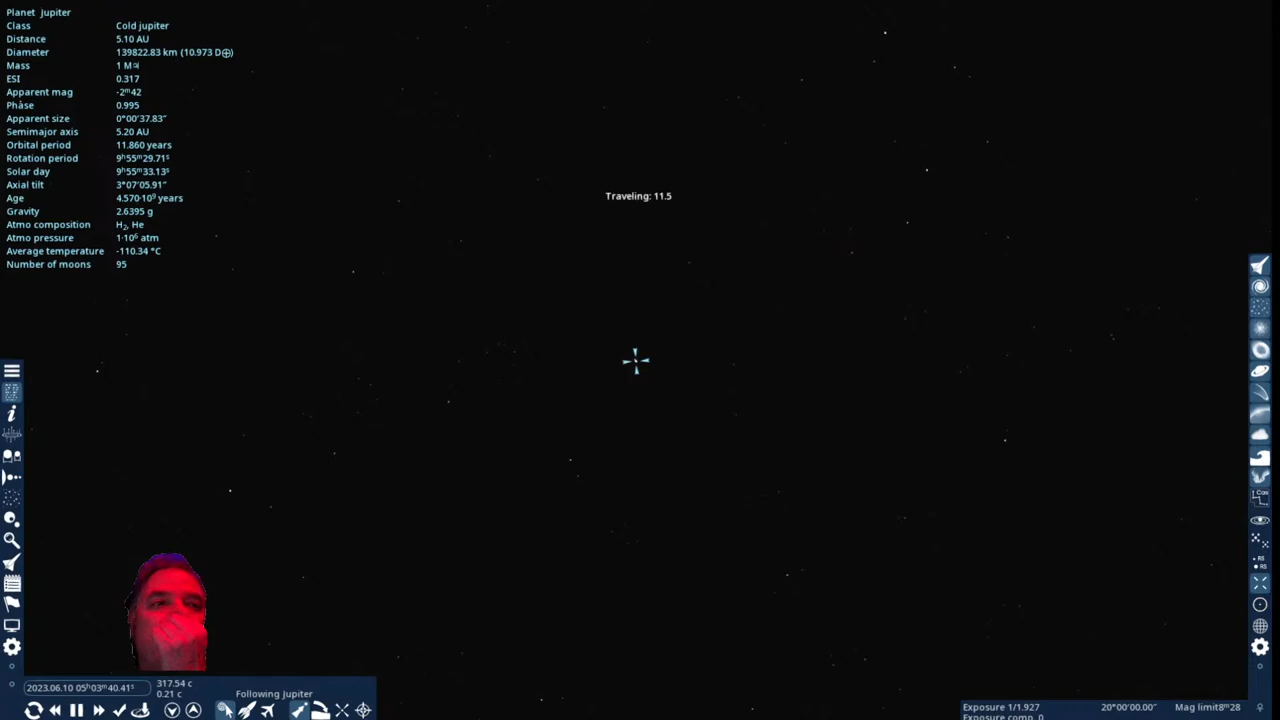 Planet Jupiter
Class Cold jupiter
Distance 5.10 AU
Diameter 139822.83 km (10.973 D⊕)
Mass 1 M♃
ESI 0.317
Apparent mag -2ᵐ42
Phase 0.995
Apparent size 0°00'37.83"
Semimajor axis 5.20 AU
Orbital period 11.860 years
Rotation period 9ʰ55ᵐ29.71ˢ
Solar day 9ʰ55ᵐ33.13ˢ
Axial tilt 3°07'05.91"
Age 4.570·10⁹ years
Gravity 2.6395 g
Atmo composition H₂, He
Atmo pressure 1·10⁶ atm
Average temperature -110.34 °C
Number of moons 95
Traveling: 11.5
RS
RS
2023.06.10 05ʰ03ᵐ40.41ˢ
317.54 c
0.21 c
Following Jupiter
Exposure 1/1.927 20°00'00.00" Mag limit8ᵐ28
Exposure comp. 0